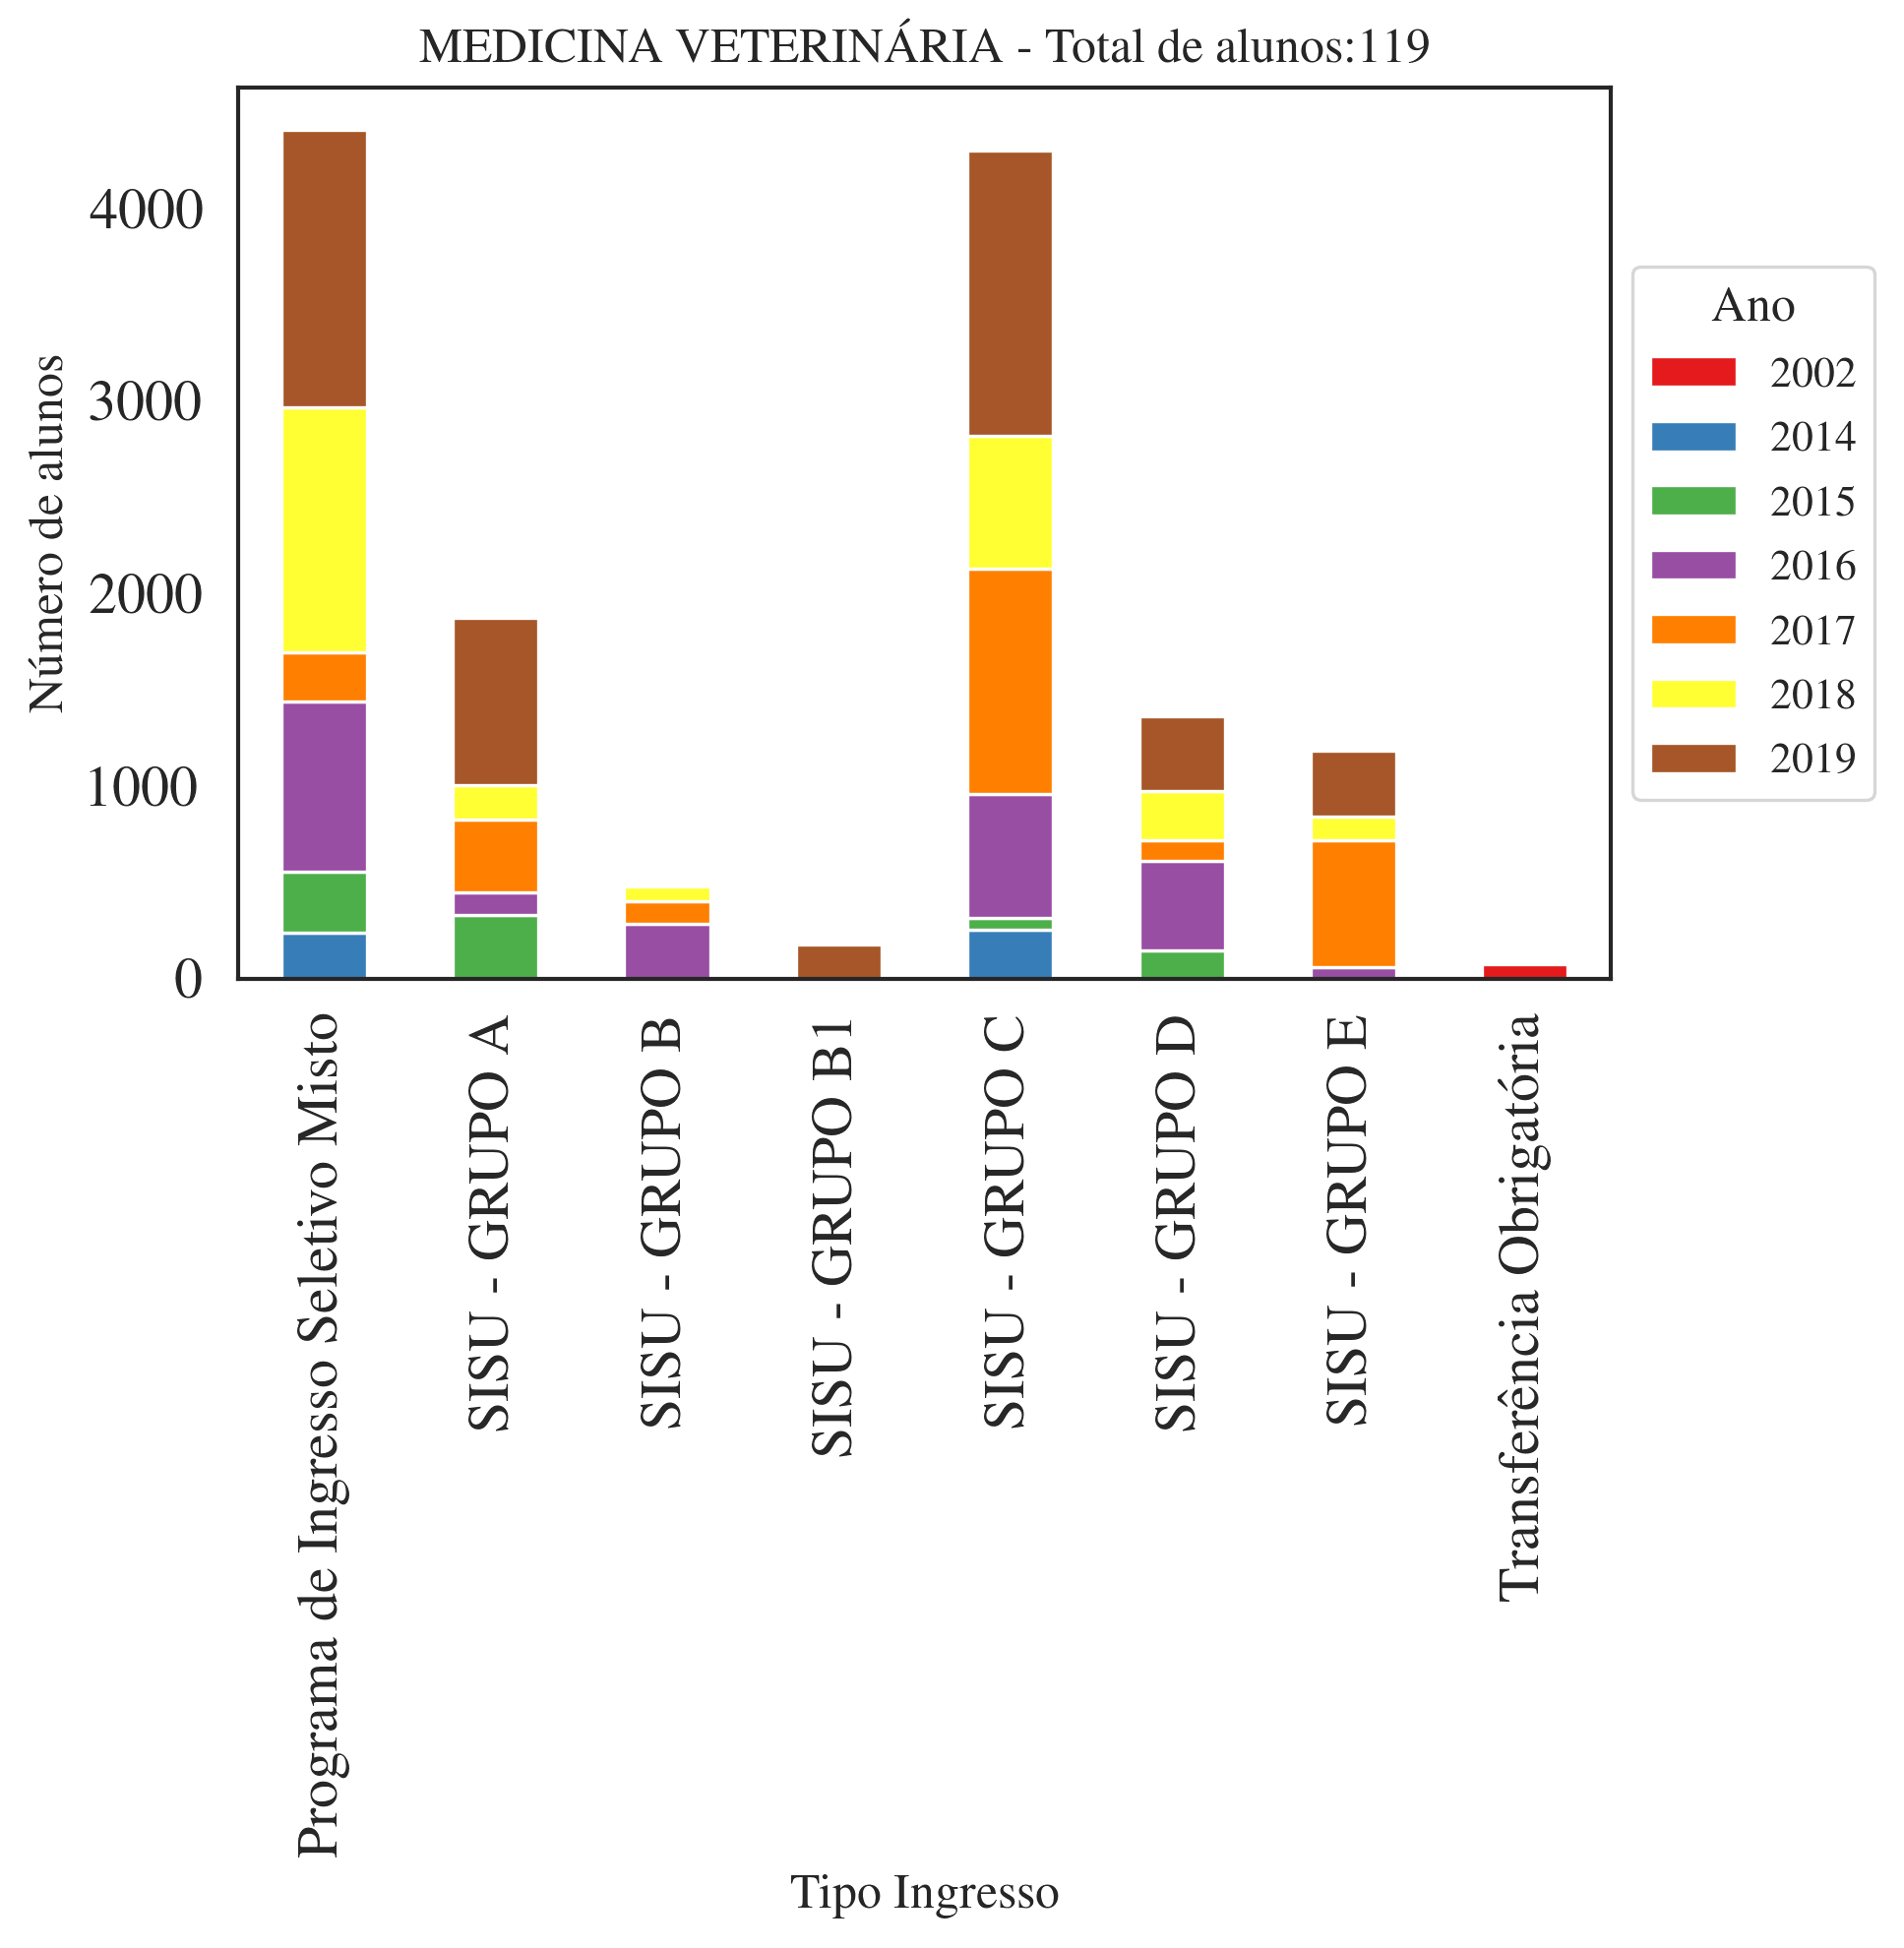 MEDICINA VETERINÁRIA - Total de alunos:119
Número de alunos
4000
3000
2000
1000
0
Ano
2002
2014
2015
2016
2017
2018
2019
Programa de Ingresso Seletivo Misto
SISU - GRUPO A
SISU - GRUPO B
SISU - GRUPO B1
SISU - GRUPO C
SISU - GRUPO D
SISU - GRUPO E
Transferência Obrigatória
Tipo Ingresso